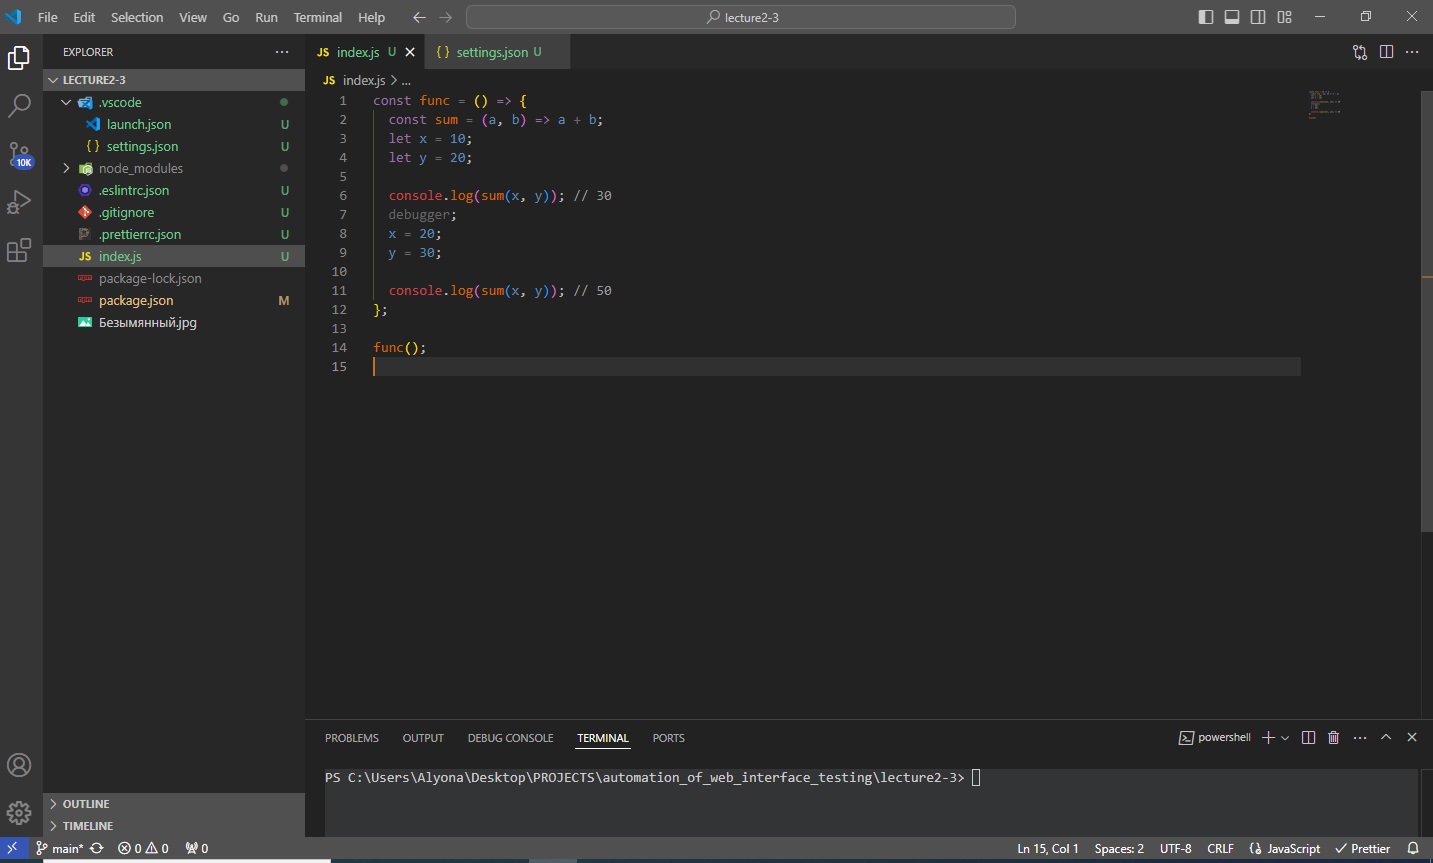 File Edit Selection View Go Run Terminal Help lecture2-3
EXPLORER
LECTURE2-3
.vscode
launch.json U
settings.json U
node_modules
.eslintrc.json U
.gitignore U
.prettierrc.json U
JS index.js U
package-lock.json
package.json M
Безымянный.jpg
OUTLINE
TIMELINE
10K
JS index.js U {} settings.json U
JS index.js > ...
1 const func = () => {
2 const sum = (a, b) => a + b;
3 let x = 10;
4 let y = 20;
5
6 console.log(sum(x, y)); // 30
7 debugger;
8 x = 20;
9 y = 30;
10
11 console.log(sum(x, y)); // 50
12 };
13
14 func();
15
PROBLEMS OUTPUT DEBUG CONSOLE TERMINAL PORTS powershell
PS C:\Users\Alyona\Desktop\PROJECTS\automation_of_web_interface_testing\lecture2-3>
main* 0 0 0 Ln 15, Col 1 Spaces: 2 UTF-8 CRLF {} JavaScript Prettier